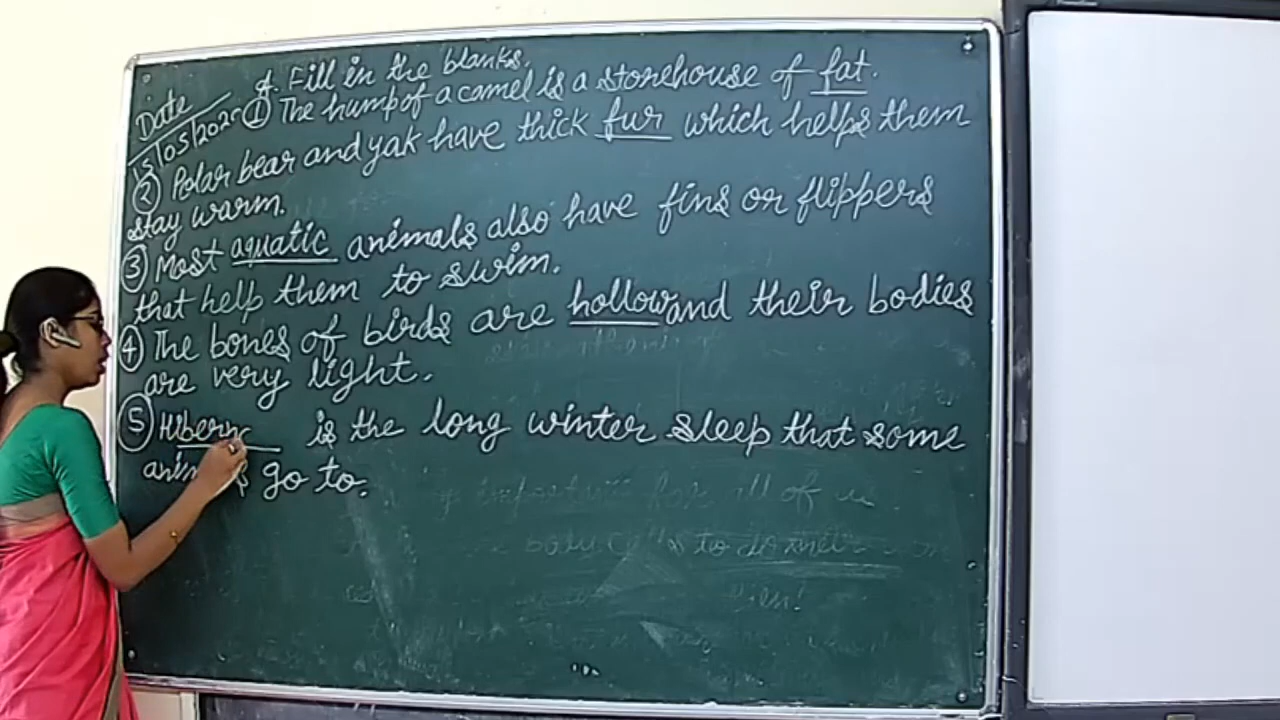 Date
A. Fill in the blanks.
15/05/202
① The hump of a camel is a storehouse of fat.
② Polar bear and yak have thick fur which helps them
stay warm.
③ Most aquatic animals also have fins or flippers
that help them to swim.
④ The bones of birds are hollow and their bodies
are very light.
⑤ Hiberna is the long winter sleep that some
go to.